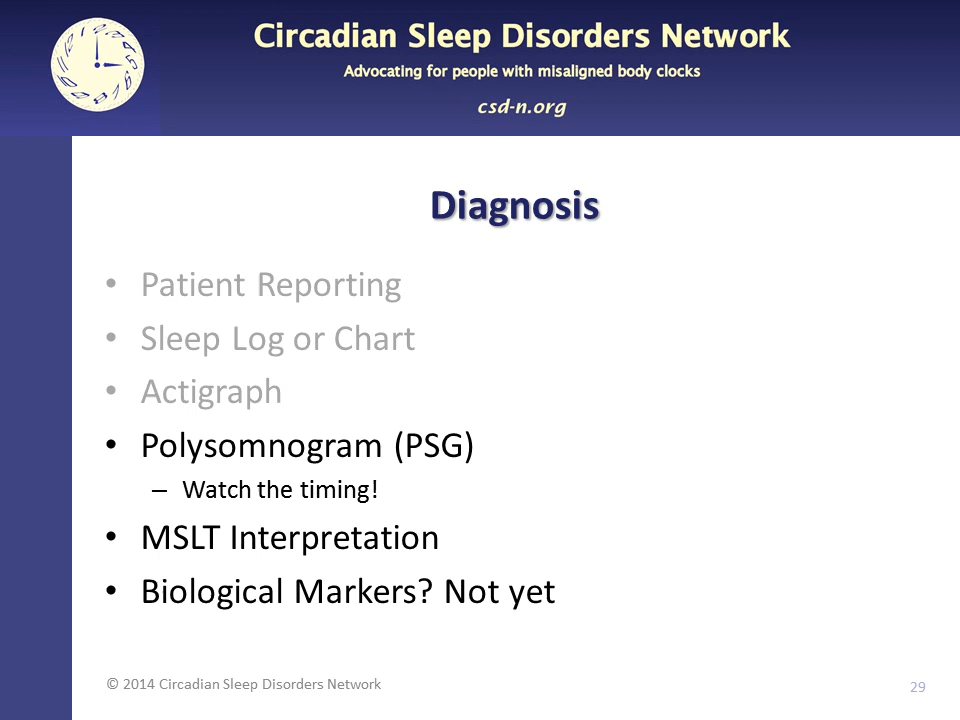 Circadian Sleep Disorders Network
Advocating for people with misaligned body clocks
csd-n.org
Diagnosis
• Patient Reporting
• Sleep Log or Chart
• Actigraph
• Polysomnogram (PSG)
– Watch the timing!
• MSLT Interpretation
• Biological Markers? Not yet
© 2014 Circadian Sleep Disorders Network
29